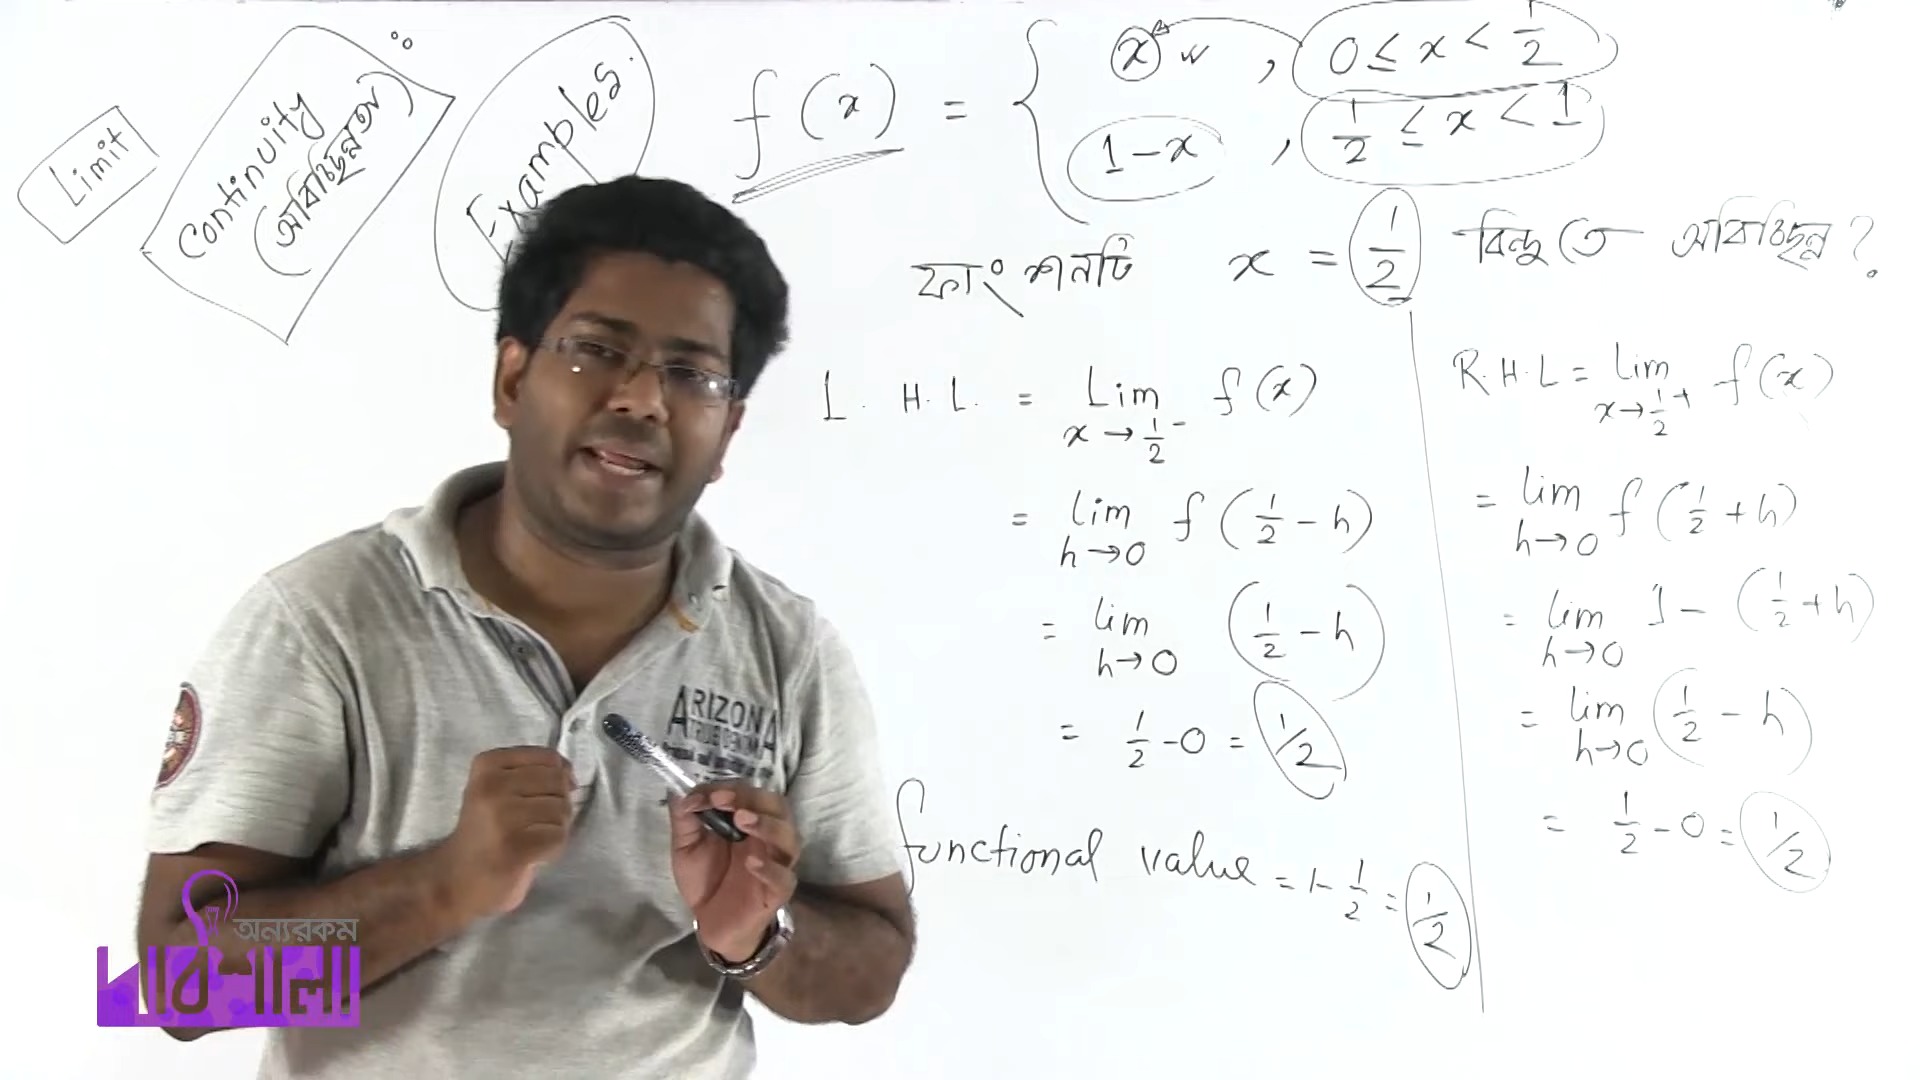 Limit
Continuity
(অবিচ্ছিন্নতা)
Examples.
f(x) = { x , 0 ≤ x < 1/2
1-x , 1/2 ≤ x < 1
ফাংশনটি x = 1/2 বিন্দুতে অবিচ্ছিন্ন?
L.H.L. = Lim x→1/2⁻ f(x)
= lim h→0 f(1/2 - h)
= lim h→0 (1/2 - h)
= 1/2 - 0 = 1/2
functional value = 1 - 1/2 = 1/2
R.H.L = Lim x→1/2⁺ f(x)
= lim h→0 f(1/2 + h)
= lim h→0 1 - (1/2 + h)
= lim h→0 (1/2 - h)
= 1/2 - 0 = 1/2
ARIZONA
অন্যরকম
পাঠশালা